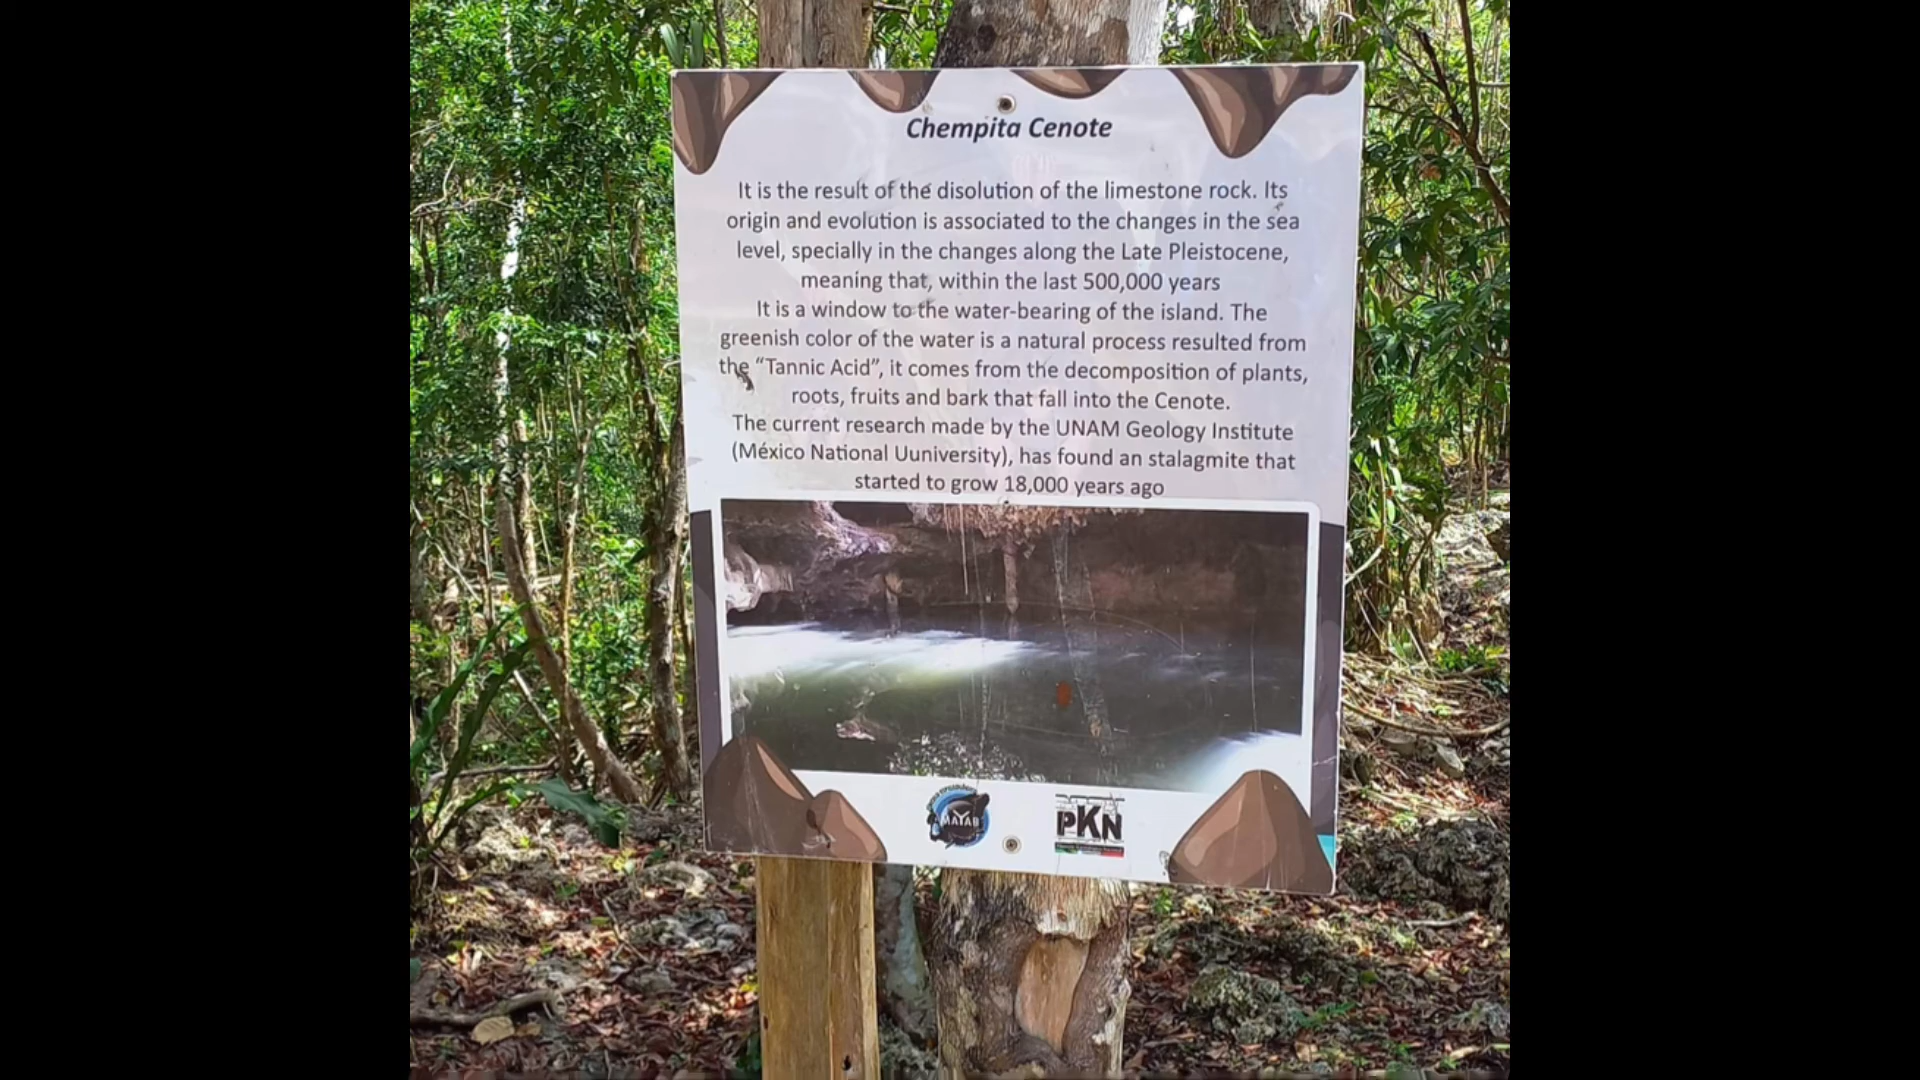 Chempita Cenote
It is the result of the disolution of the limestone rock. Its
origin and evolution is associated to the changes in the sea
level, specially in the changes along the Late Pleistocene,
meaning that, within the last 500,000 years
It is a window to the water-bearing of the island. The
greenish color of the water is a natural process resulted from
the “Tannic Acid”, it comes from the decomposition of plants,
roots, fruits and bark that fall into the Cenote.
The current research made by the UNAM Geology Institute
(México National Uuniversity), has found an stalagmite that
started to grow 18,000 years ago
MAYAB
PKN